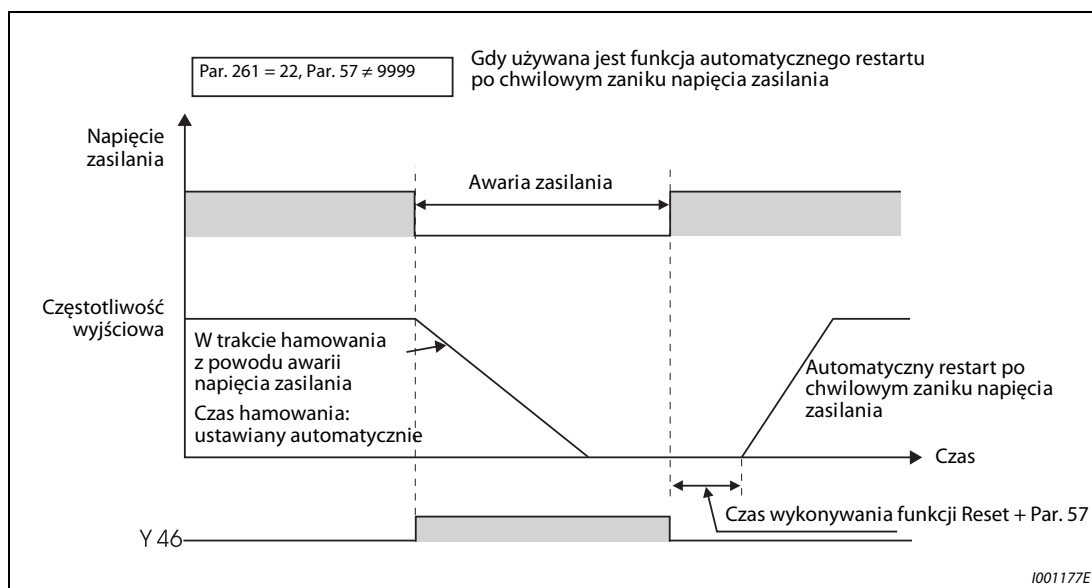 Par. 261 = 22, Par. 57 ≠ 9999
Gdy używana jest funkcja automatycznego restartu
po chwilowym zaniku napięcia zasilania
Napięcie
zasilania
Awaria zasilania
Częstotliwość
wyjściowa
W trakcie hamowania
z powodu awarii
napięcia zasilania
Czas hamowania:
ustawiany automatycznie
Automatyczny restart po
chwilowym zaniku napięcia
zasilania
Czas
Czas wykonywania funkcji Reset + Par. 57
Y 46
I001177E